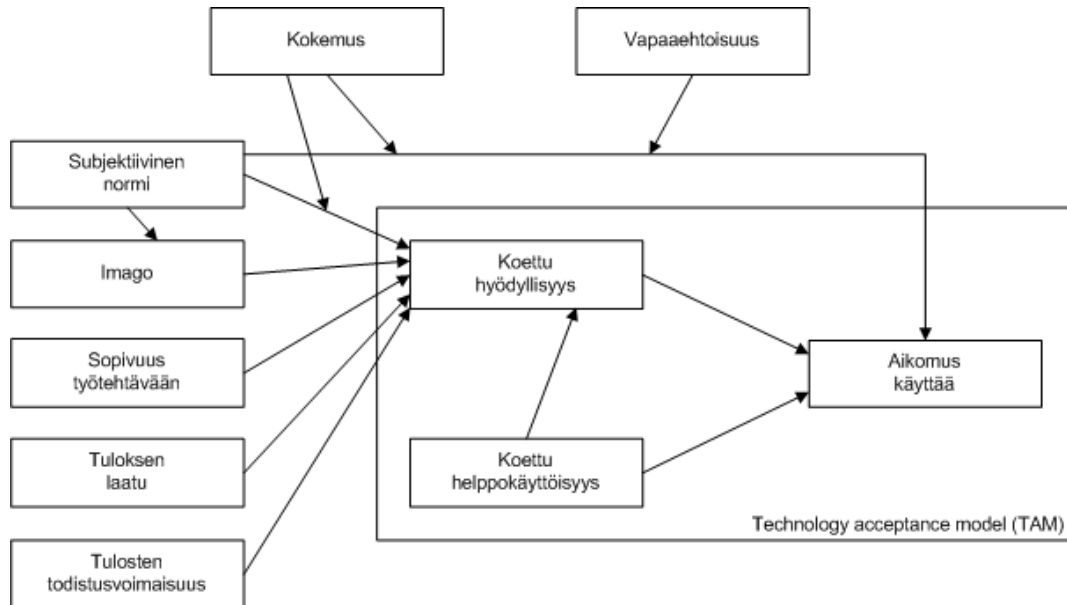 Kokemus
Vapaaehtoisuus
Subjektiivinen
normi
Imago
Koettu
hyödyllisyys
Sopivuus
työtehtävään
Aikomus
käyttää
Tuloksen
laatu
Koettu
helppokäyttöisyys
Technology acceptance model (TAM)
Tulosten
todistusvoimaisuus